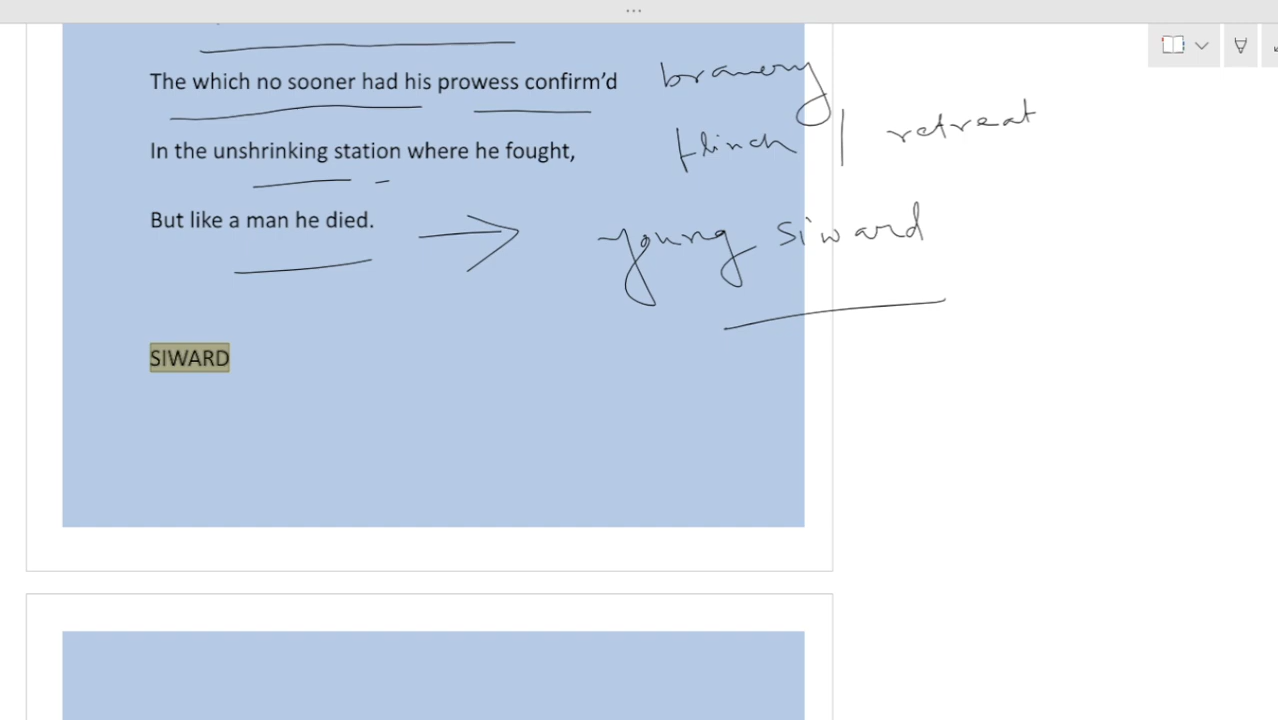 The which no sooner had his prowess confirm'd
bravery
In the unshrinking station where he fought,
flinch | retreat
But like a man he died.
young siward
SIWARD